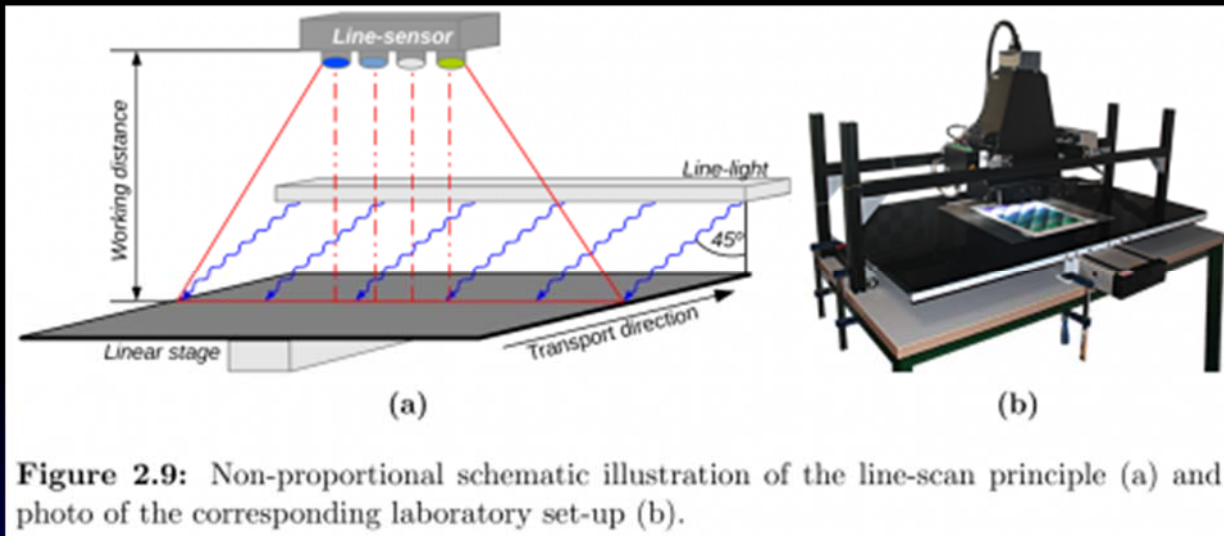 Line-sensor
Working distance
Line-light
45º
Linear stage
Transport direction
(a)
(b)
Figure 2.9: Non-proportional schematic illustration of the line-scan principle (a) and
photo of the corresponding laboratory set-up (b).